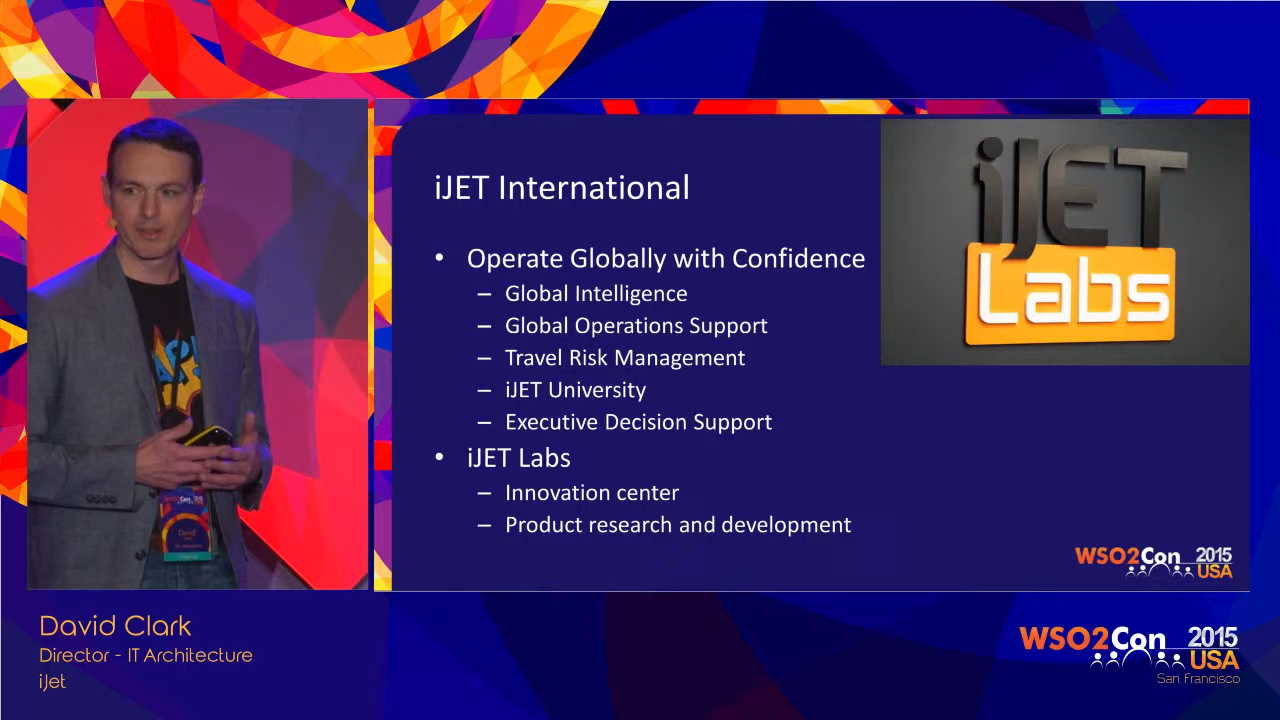 iJET International
• Operate Globally with Confidence
– Global Intelligence
– Global Operations Support
– Travel Risk Management
– iJET University
– Executive Decision Support
• iJET Labs
– Innovation center
– Product research and development
iJET
Labs
WSO2Con 2015
USA
David
David Clark
Director - IT Architecture
iJet
WSO2Con 2015
USA
San Francisco